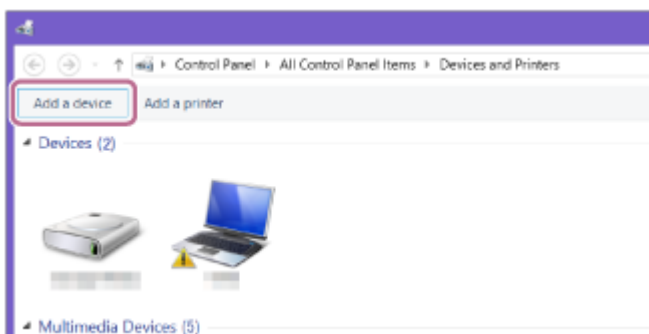 Control Panel All Control Panel Items Devices and Printers
Add a device Add a printer
Devices (2)
Multimedia Devices (5)